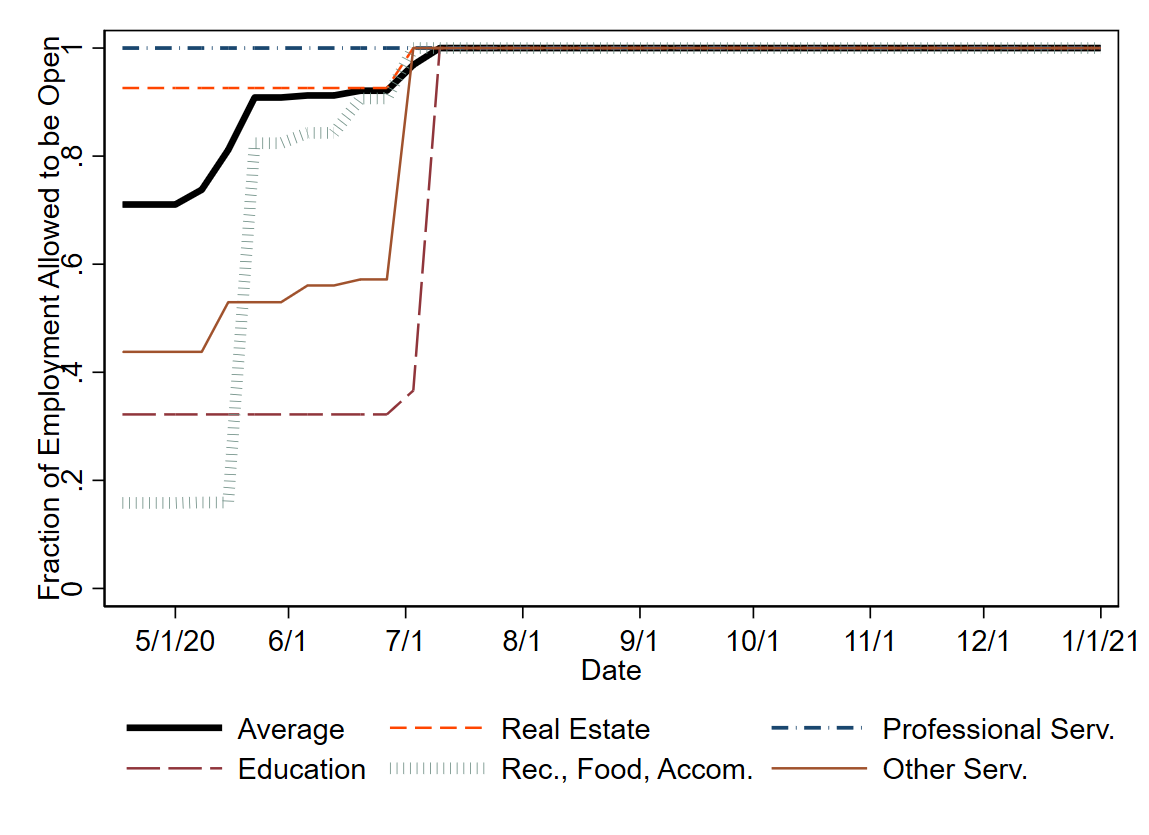 Fraction of Employment Allowed to be Open
1
.8
.6
.4
.2
0
5/1/20 6/1 7/1 8/1 9/1 10/1 11/1 12/1 1/1/21
Date
Average Real Estate Professional Serv.
Education Rec., Food, Accom. Other Serv.